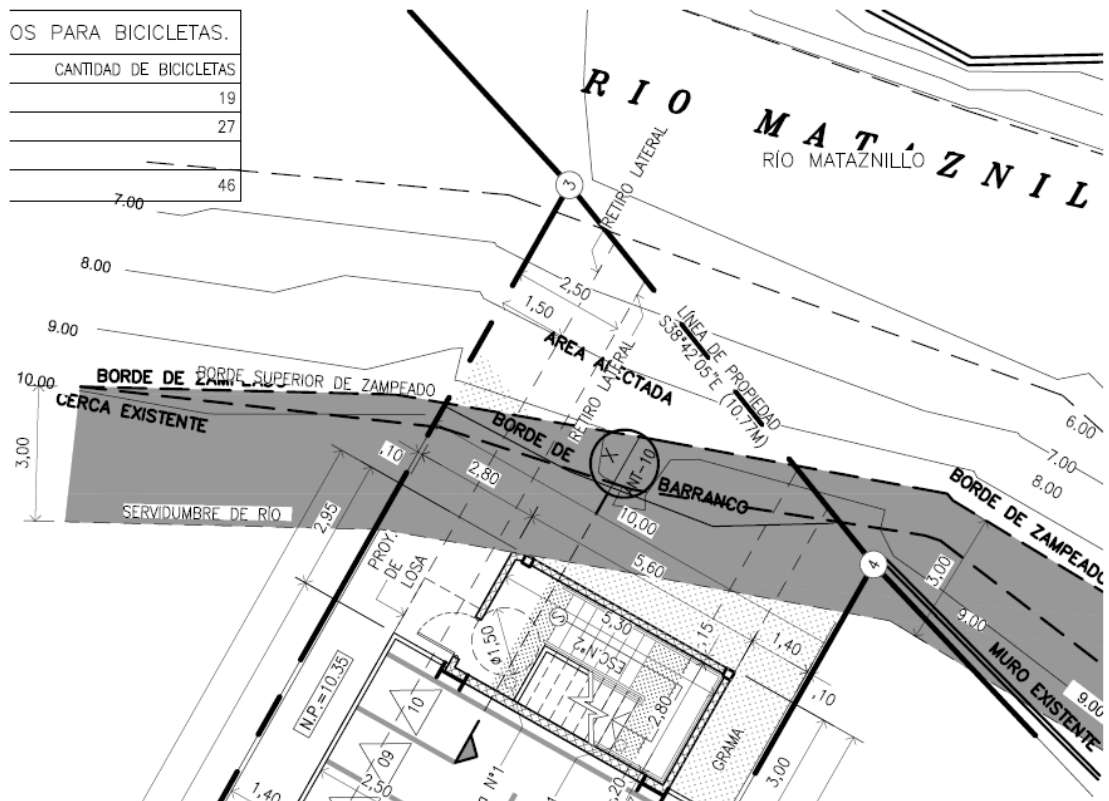 OS PARA BICICLETAS.
CANTIDAD DE BICICLETAS
19
27
46
RIO MATAZNIL
RÍO MATAZNILLO
3
RETIRO LATERAL
7.00
8.00
9.00
10.00
2,50
1,50
AREA AFECTADA
LÍNEA DE PROPIEDAD
S38°42'05"E (10.77M)
RETIRO LATERAL
BORDE DE
BORDE SUPERIOR DE ZAMPEADO
CERCA EXISTENTE
BORDE DE
BARRANCO
X
NT-10
6.00
7.00
8.00
BORDE DE ZAMPEADO
3,00
,10
2,80
10,00
5,60
SERVIDUMBRE DE RÍO
2,95
PROY.
DE LOSA
4
3,00
9.00
MURO EXISTENTE
9.00
Ø1.50
S
5,30
ESC.N°2
,15
1,40
,10
2,80
GRAMA
3,00
N.P.=10.35
10
09
2,50
1,40
N°1
,20